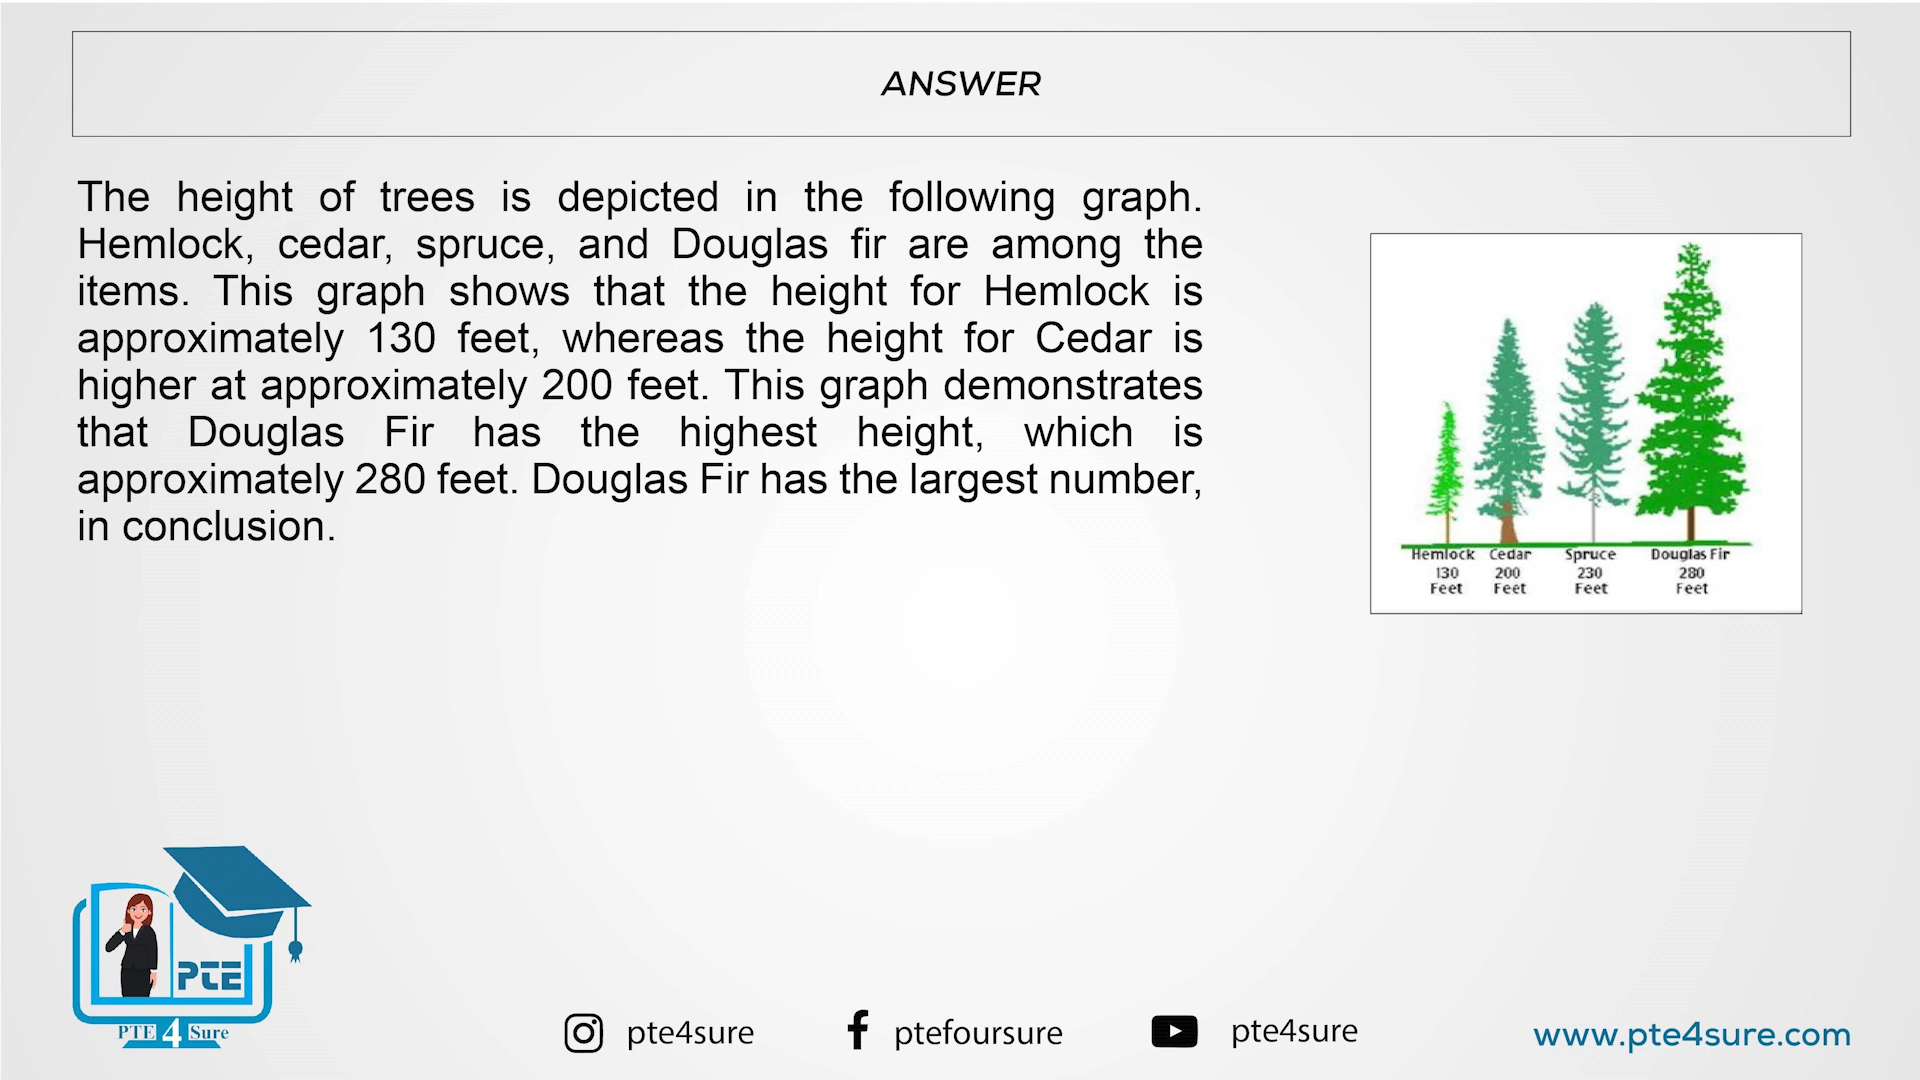 ANSWER
The height of trees is depicted in the following graph.
Hemlock, cedar, spruce, and Douglas fir are among the
items. This graph shows that the height for Hemlock is
approximately 130 feet, whereas the height for Cedar is
higher at approximately 200 feet. This graph demonstrates
that Douglas Fir has the highest height, which is
approximately 280 feet. Douglas Fir has the largest number,
in conclusion.
Hemlock Cedar Spruce Douglas Fir
130 200 230 280
Feet Feet Feet Feet
PTE
PTE 4 Sure
pte4sure ptefoursure pte4sure www.pte4sure.com